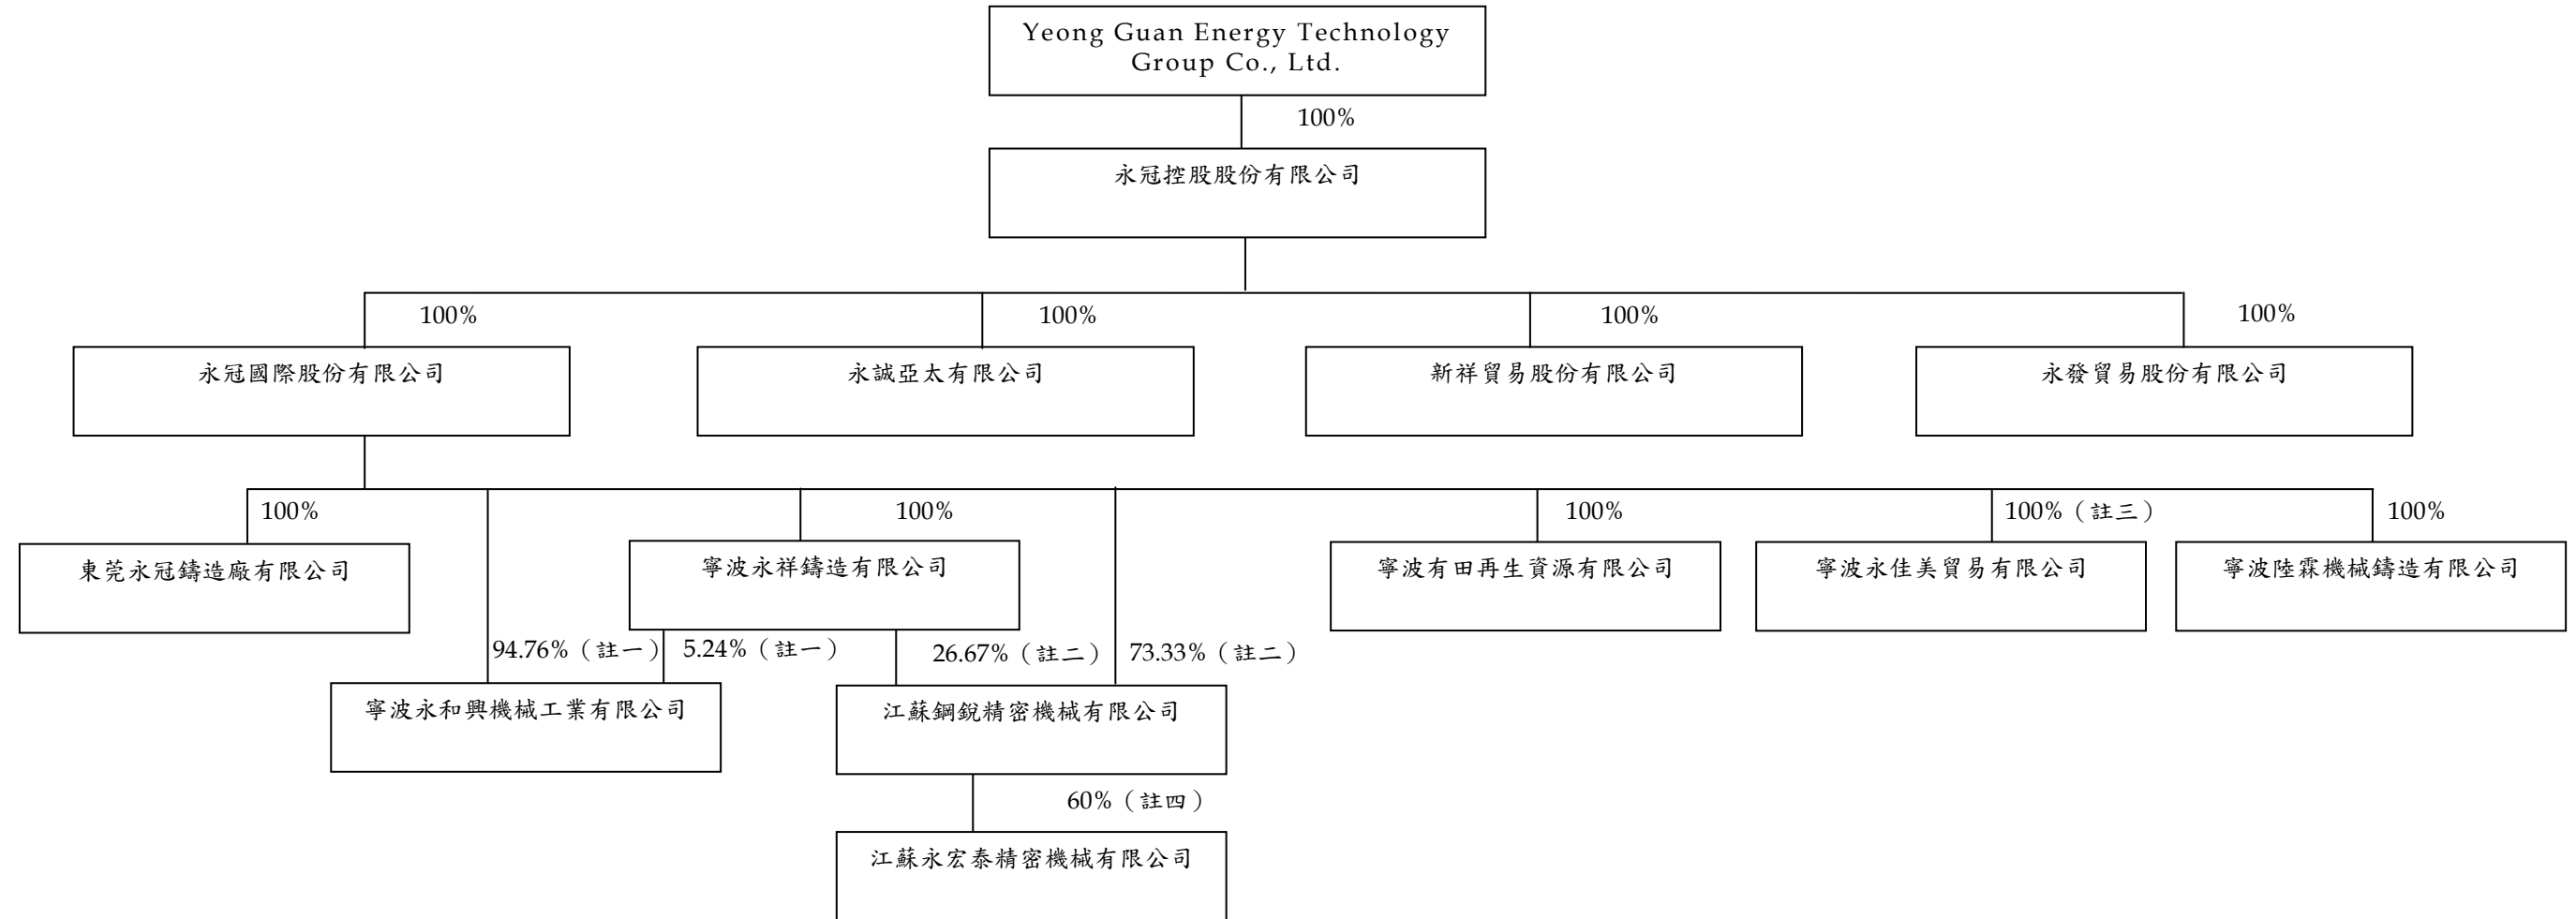 Yeong Guan Energy Technology
Group Co., Ltd.
100%
永冠控股股份有限公司
100%
100%
100%
100%
永冠國際股份有限公司
永誠亞太有限公司
新祥貿易股份有限公司
永發貿易股份有限公司
100%
100%
100%
100%（註三）
100%
東莞永冠鑄造廠有限公司
寧波永祥鑄造有限公司
寧波有田再生資源有限公司
寧波永佳美貿易有限公司
寧波陸霖機械鑄造有限公司
94.76%（註一）
5.24%（註一）
26.67%（註二）
73.33%（註二）
寧波永和興機械工業有限公司
江蘇鋼銳精密機械有限公司
60%（註四）
江蘇永宏泰精密機械有限公司